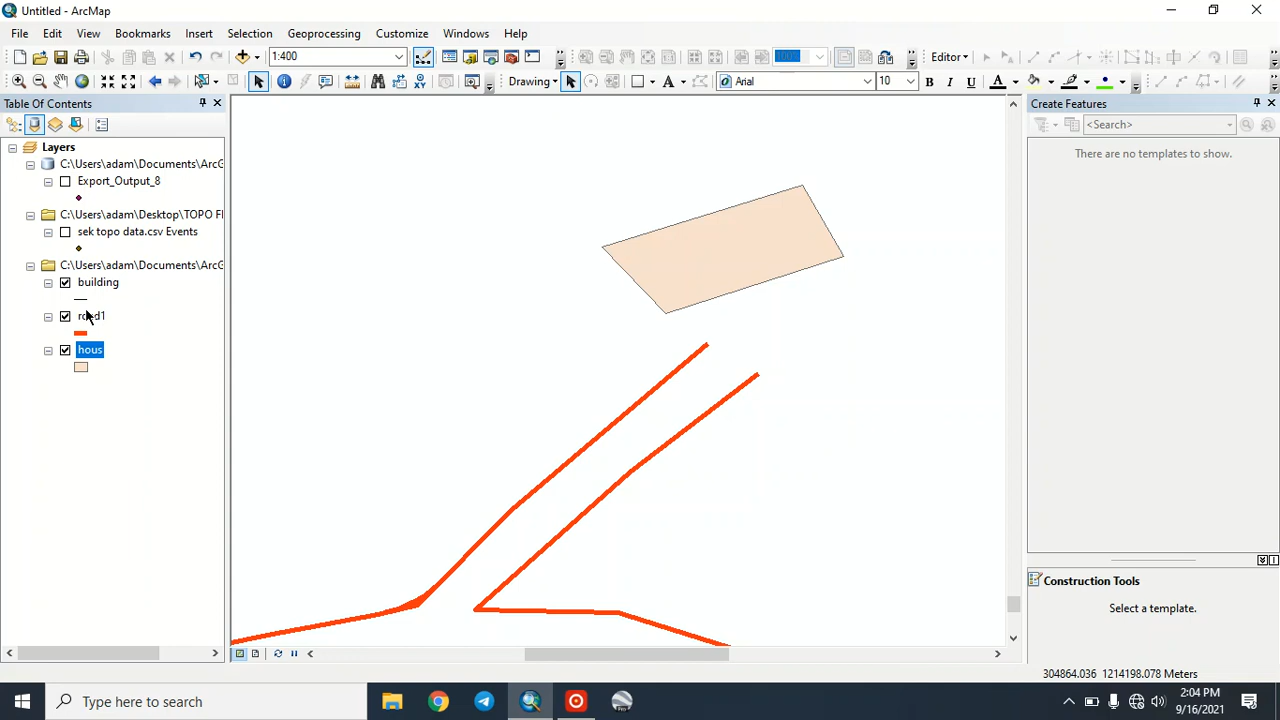 Untitled - ArcMap
File Edit View Bookmarks Insert Selection Geoprocessing Customize Windows Help
1:400 100% Editor
Drawing Arial 10 B I U A
Table Of Contents
Layers
C:\Users\adam\Documents\ArcG
Export_Output_8
C:\Users\adam\Desktop\TOPO FI
sek topo data.csv Events
C:\Users\adam\Documents\ArcG
building
road1
hous
Create Features
<Search>
There are no templates to show.
Construction Tools
Select a template.
304864.036 1214198.078 Meters
Type here to search
2:04 PM
9/16/2021